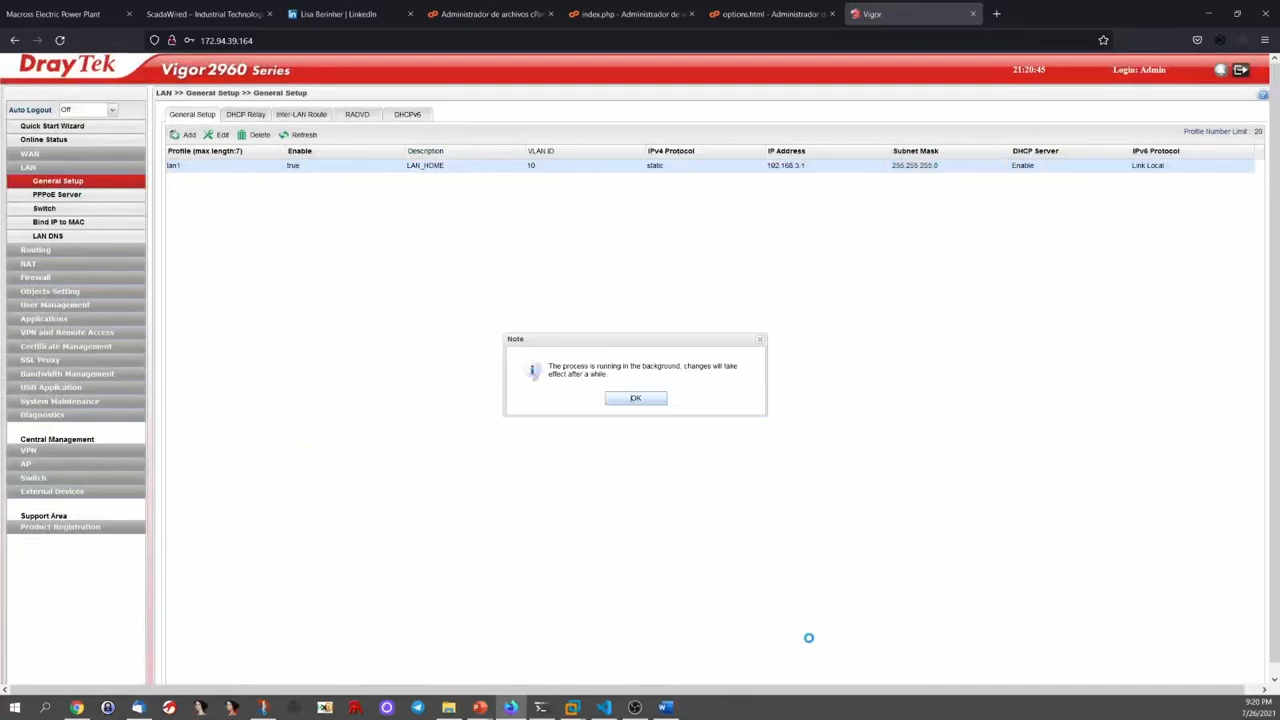 Macross Electric Power Plant
ScadaWired – Industrial Technology
Lisa Berinher | LinkedIn
Administrador de archivos cPan
index.php - Administrador de
options.html - Administrador d
Vigor
172.94.39.164
DrayTek
Vigor2960 Series
21:20:45
Login: Admin
Auto Logout Off
LAN >> General Setup >> General Setup
General Setup DHCP Relay Inter-LAN Route RADVD DHCPv6
Add Edit Delete Refresh
Profile Number Limit : 20
Profile (max length:7) Enable Description VLAN ID IPv4 Protocol IP Address Subnet Mask DHCP Server IPv6 Protocol
lan1 true LAN_HOME 10 static 192.168.3.1 255.255.255.0 Enable Link Local
Quick Start Wizard
Online Status
WAN
LAN
General Setup
PPPoE Server
Switch
Bind IP to MAC
LAN DNS
Routing
NAT
Firewall
Objects Setting
User Management
Applications
VPN and Remote Access
Certificate Management
SSL Proxy
Bandwidth Management
USB Application
System Maintenance
Diagnostics
Central Management
VPN
AP
Switch
External Devices
Support Area
Product Registration
Note
The process is running in the background, changes will take
effect after a while.
OK
9:20 PM
7/26/2021